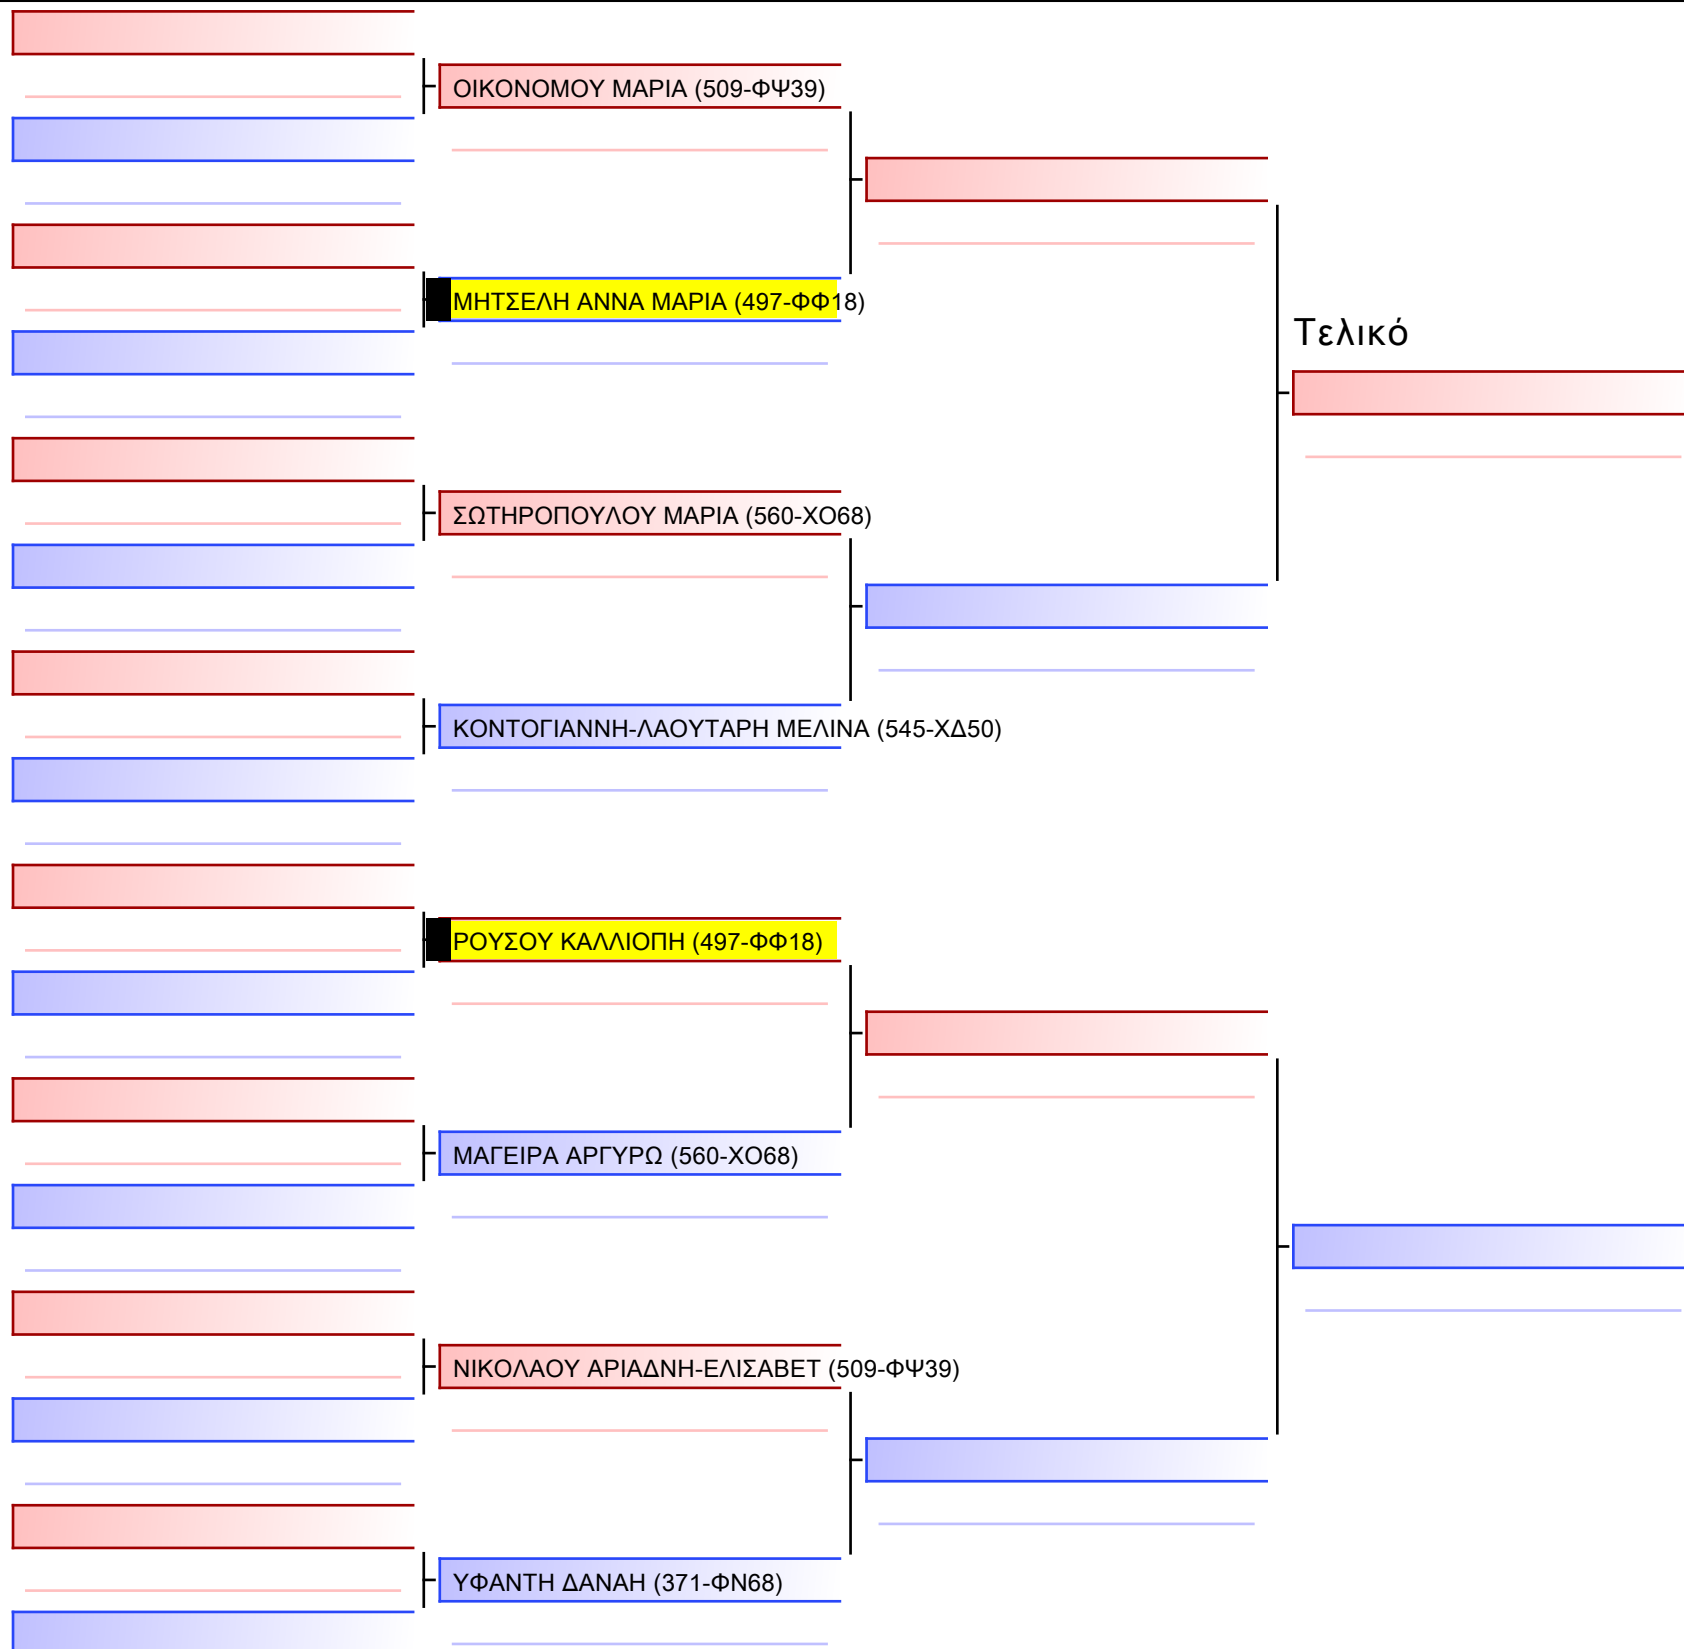 ΟΙΚΟΝΟΜΟΥ ΜΑΡΙΑ (509-ΦΨ39)
ΜΗΤΣΕΛΗ ΑΝΝΑ ΜΑΡΙΑ (497-ΦΦ18)
Τελικό
ΣΩΤΗΡΟΠΟΥΛΟΥ ΜΑΡΙΑ (560-ΧΟ68)
ΚΟΝΤΟΓΙΑΝΝΗ-ΛΑΟΥΤΑΡΗ ΜΕΛΙΝΑ (545-ΧΔ50)
ΡΟΥΣΟΥ ΚΑΛΛΙΟΠΗ (497-ΦΦ18)
ΜΑΓΕΙΡΑ ΑΡΓΥΡΩ (560-ΧΟ68)
ΝΙΚΟΛΑΟΥ ΑΡΙΑΔΝΗ-ΕΛΙΣΑΒΕΤ (509-ΦΨ39)
ΥΦΑΝΤΗ ΔΑΝΑΗ (371-ΦΝ68)